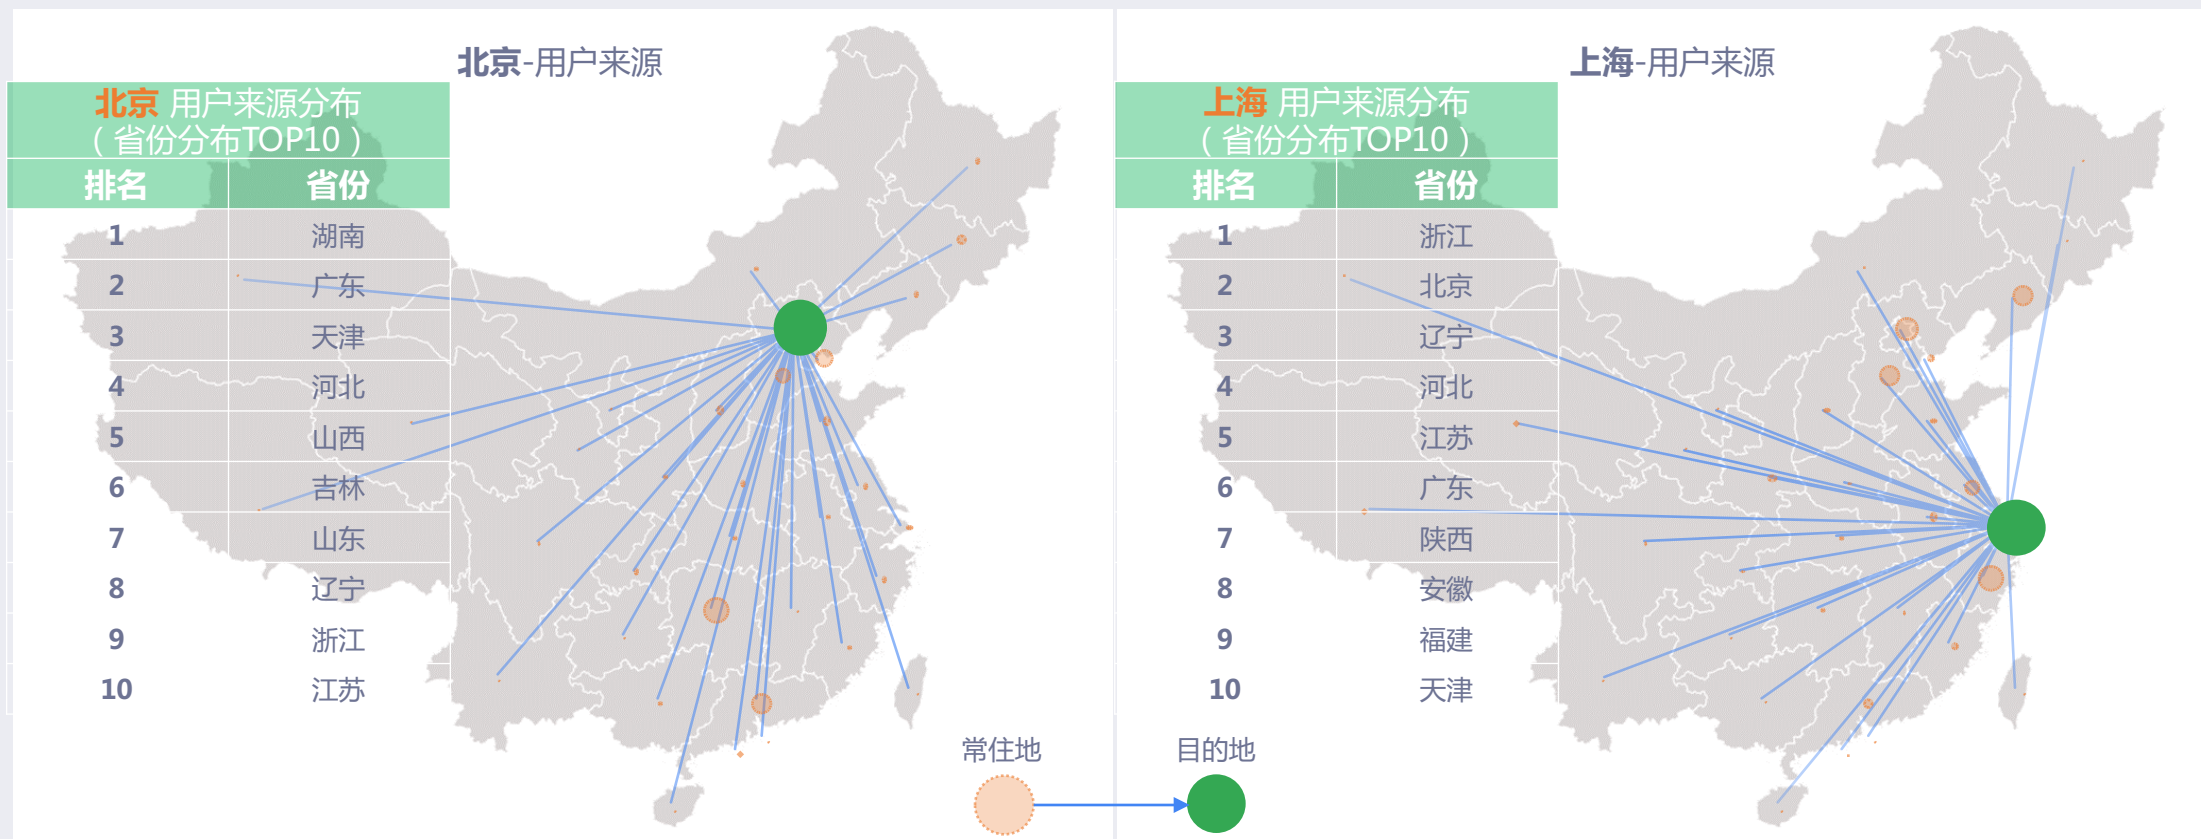 北京-用户来源
北京 用户来源分布
（省份分布TOP10）
排名 省份
1 湖南
2 广东
3 天津
4 河北
5 山西
6 吉林
7 山东
8 辽宁
9 浙江
10 江苏
上海-用户来源
上海 用户来源分布
（省份分布TOP10）
排名 省份
1 浙江
2 北京
3 辽宁
4 河北
5 江苏
6 广东
7 陕西
8 安徽
9 福建
10 天津
常住地 目的地